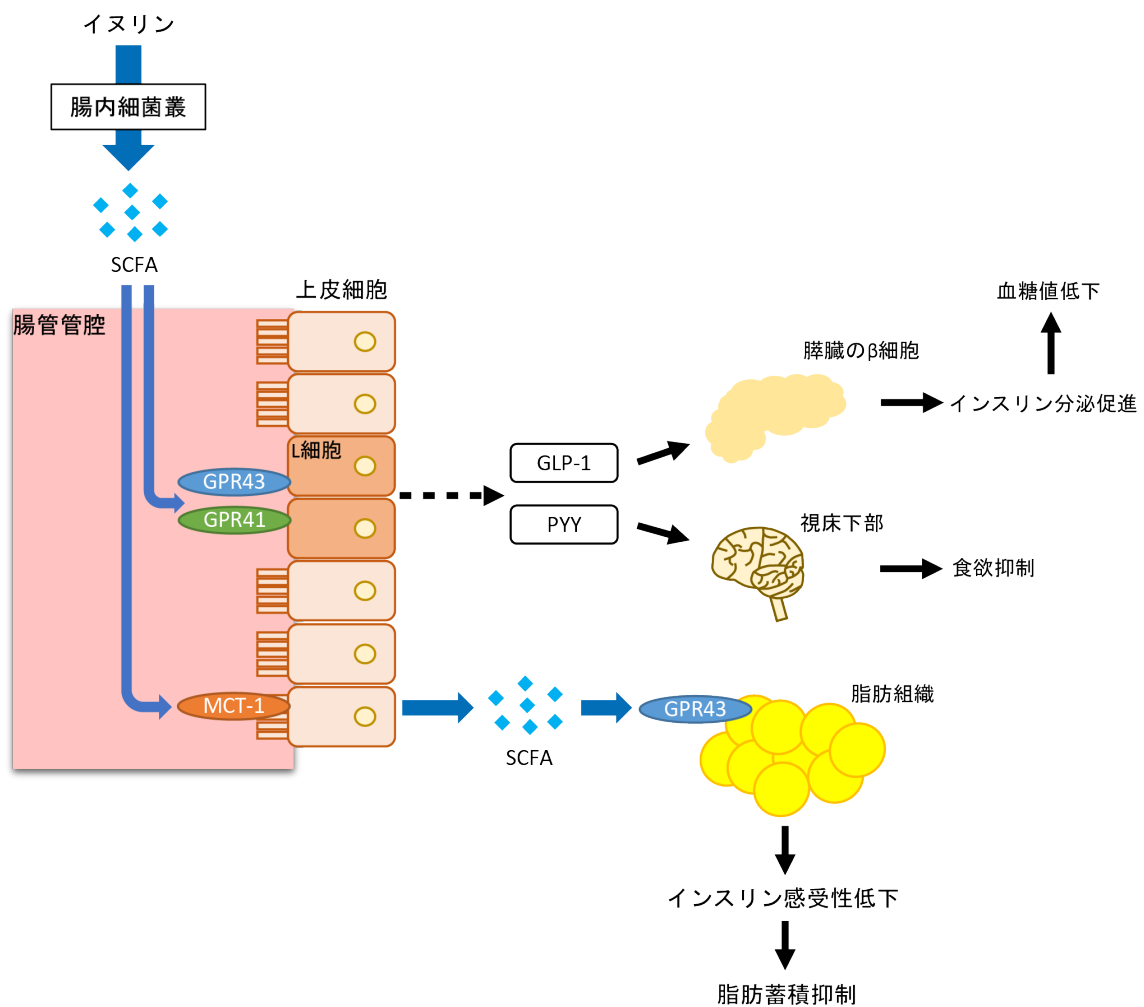 イヌリン
腸内細菌叢
SCFA
腸管管腔
上皮細胞
L細胞
GPR43
GPR41
MCT-1
GLP-1
PYY
膵臓のβ細胞
インスリン分泌促進
血糖値低下
視床下部
食欲抑制
SCFA
GPR43
脂肪組織
インスリン感受性低下
脂肪蓄積抑制